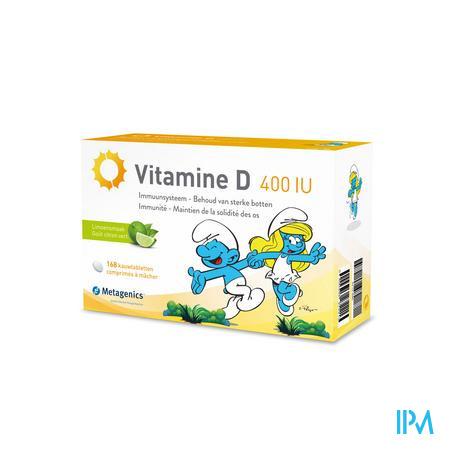 Vitamine D 400 IU
Immuunsysteem - Behoud van sterke botten
Immunité - Maintien de la solidité des os
Limoensmaak
Goût citron vert
168 kauwtabletten
comprimés à mâcher
Metagenics
IPM